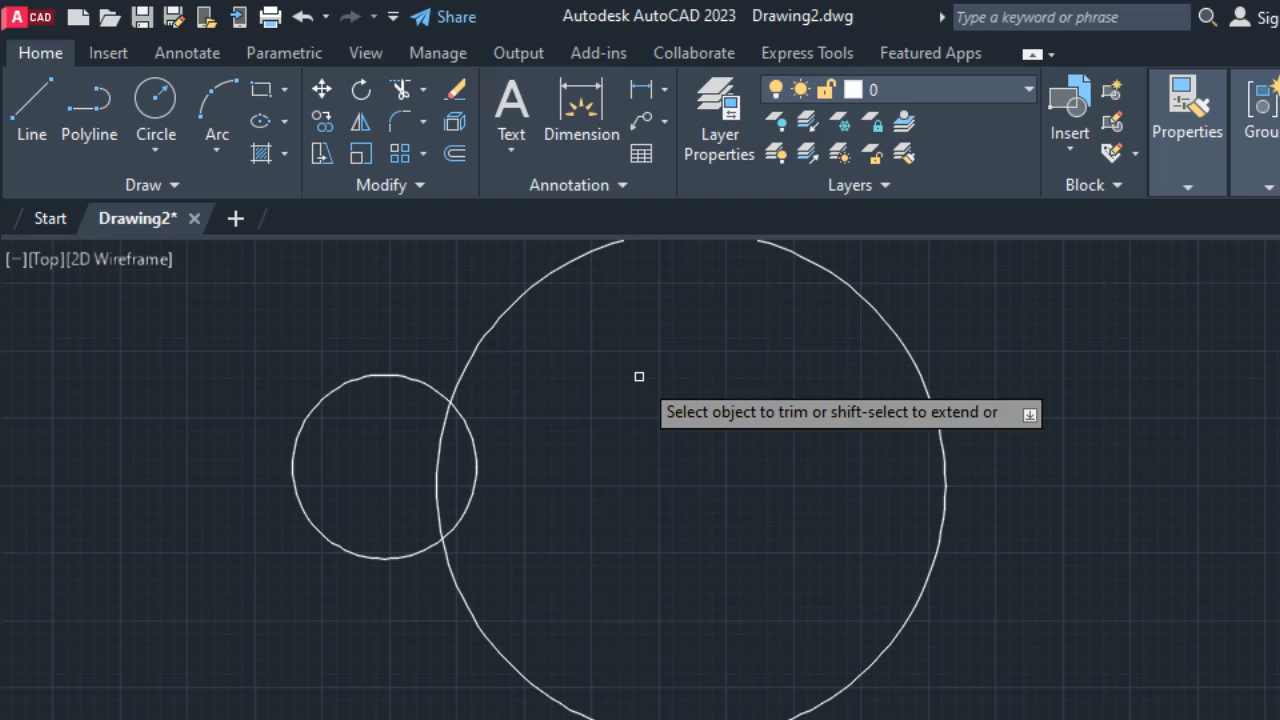 A CAD Share Autodesk AutoCAD 2023 Drawing2.dwg Type a keyword or phrase Sig
Home Insert Annotate Parametric View Manage Output Add-ins Collaborate Express Tools Featured Apps
Line Polyline Circle Arc Text Dimension Layer Properties 0 Insert Properties Grou
Draw Modify Annotation Layers Block
Start Drawing2*
[−][Top][2D Wireframe]
Select object to trim or shift-select to extend or